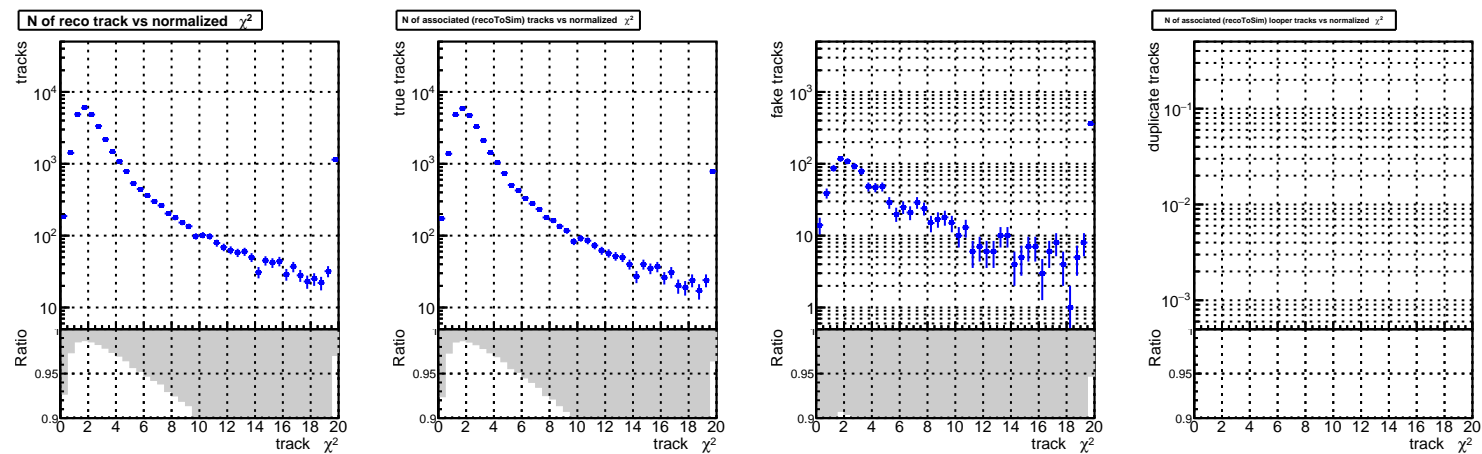 N of reco track vs normalized χ²
tracks
10⁴
10³
10²
10
Ratio
1
0.95
0.9
0 2 4 6 8 10 12 14 16 18 20
track χ²
N of associated (recoToSim) tracks vs normalized χ²
true tracks
10⁴
10³
10²
10
Ratio
1
0.95
0.9
0 2 4 6 8 10 12 14 16 18 20
track χ²
fake tracks
10³
10²
10
1
Ratio
1
0.95
0.9
0 2 4 6 8 10 12 14 16 18 20
track χ²
N of associated (recoToSim) looper tracks vs normalized χ²
duplicate tracks
10⁻¹
10⁻²
10⁻³
Ratio
1
0.95
0.9
0 2 4 6 8 10 12 14 16 18 20
track χ²